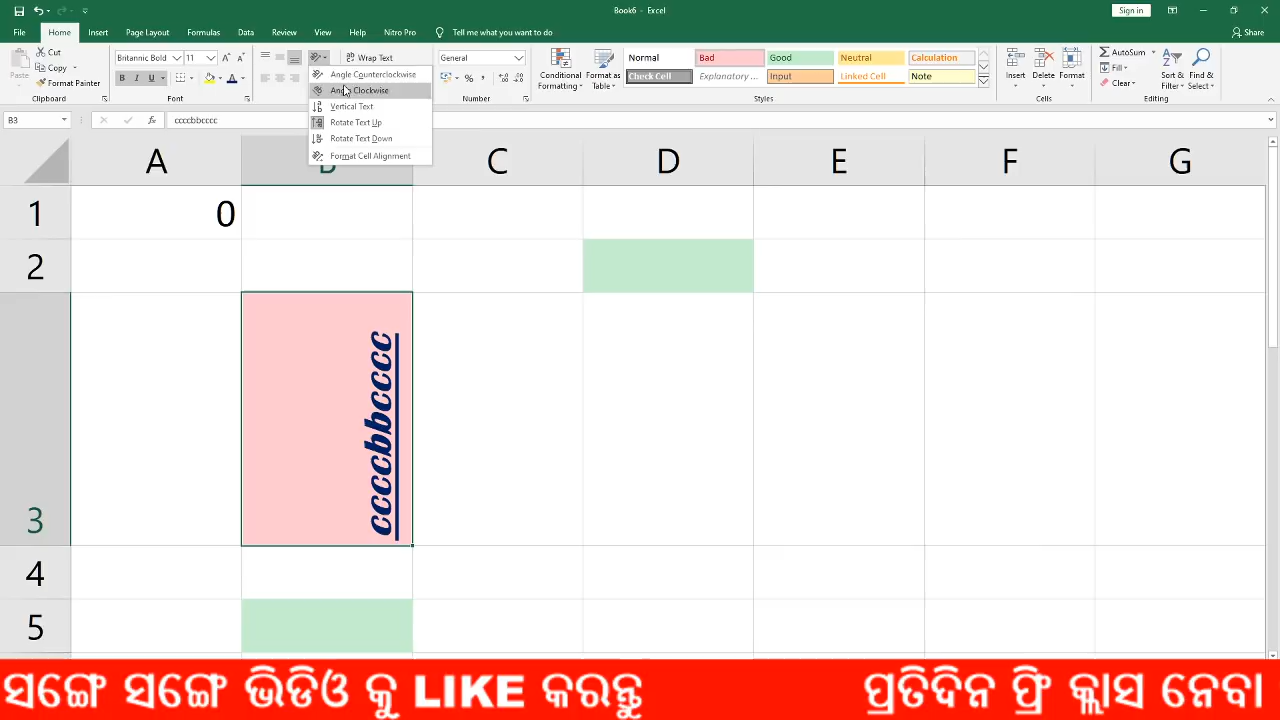 Book6 - Excel
Sign in
File Home Insert Page Layout Formulas Data Review View Help Nitro Pro Tell me what you want to do
Share
Paste
Cut
Copy
Clipboard
Britannic Bold 11
B I U
Font
Wrap Text
Angle Counterclockwise
Angle Clockwise
Vertical Text
Rotate Text Up
Rotate Text Down
Format Cell Alignment
General
Number
Conditional Formatting
Format as Table
Normal Bad Good Neutral Calculation
Check Cell Explanatory ... Input Linked Cell Note
Styles
Insert Delete Format
Cells
AutoSum
Fill
Clear
Sort & Filter
Find & Select
Editing
B3 fx ccccbbcccc
A B C D E F G
1 0
2
3 ccccbbcccc
4
5
ସଙ୍ଗେ ସଙ୍ଗେ ଭିଡିଓ କୁ LIKE କରନ୍ତୁ ପ୍ରତିଦିନ ଫ୍ରି କ୍ଲାସ ନେବା